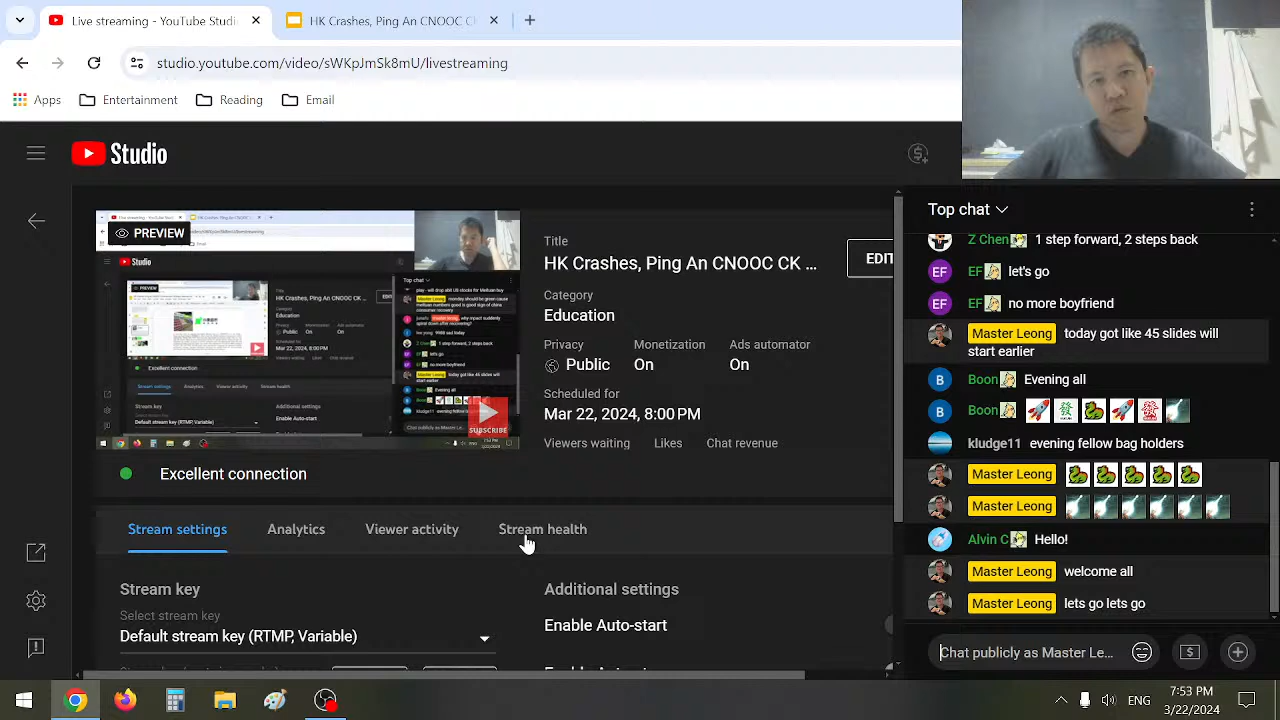 Live streaming - YouTube Studi
HK Crashes, Ping An CNOOC C
studio.youtube.com/video/sWKpJmSk8mU/livestreaming
Apps
Entertainment
Reading
Email
Studio
PREVIEW
Title
HK Crashes, Ping An CNOOC CK ...
EDIT
Category
Education
Privacy
Monetization
Ads automator
Public
On
On
Scheduled for
Mar 22, 2024, 8:00 PM
Viewers waiting
Likes
Chat revenue
SUBSCRIBE
Excellent connection
Stream settings
Analytics
Viewer activity
Stream health
Stream key
Select stream key
Default stream key (RTMP, Variable)
Additional settings
Enable Auto-start
Top chat
Z Chen 1 step forward, 2 steps back
EF EF let's go
EF EF no more boyfriend
Master Leong today got like 45 slides will
start earlier
B Boon Evening all
B Boon
kludge11 evening fellow bag holders
Master Leong
Master Leong
Alvin C Hello!
Master Leong welcome all
Master Leong lets go lets go
Chat publicly as Master Le...
ENG
7:53 PM
3/22/2024